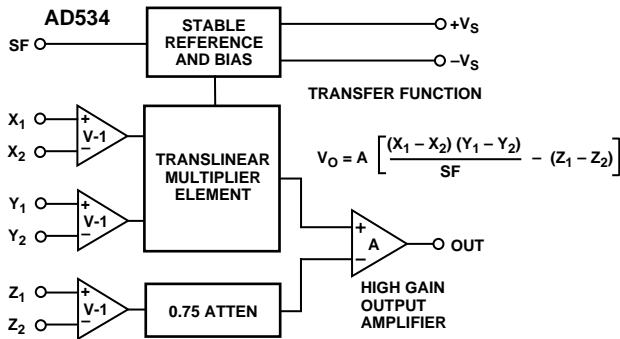 AD534
SF
STABLE
REFERENCE
AND BIAS
+VS
–VS
TRANSFER FUNCTION
X1
X2
+
–
V-1
TRANSLINEAR
MULTIPLIER
ELEMENT
VO = A [ (X1 – X2) (Y1 – Y2) / SF – (Z1 – Z2) ]
Y1
Y2
+
–
V-1
+
–
A
OUT
HIGH GAIN
OUTPUT
AMPLIFIER
Z1
Z2
+
–
V-1
0.75 ATTEN